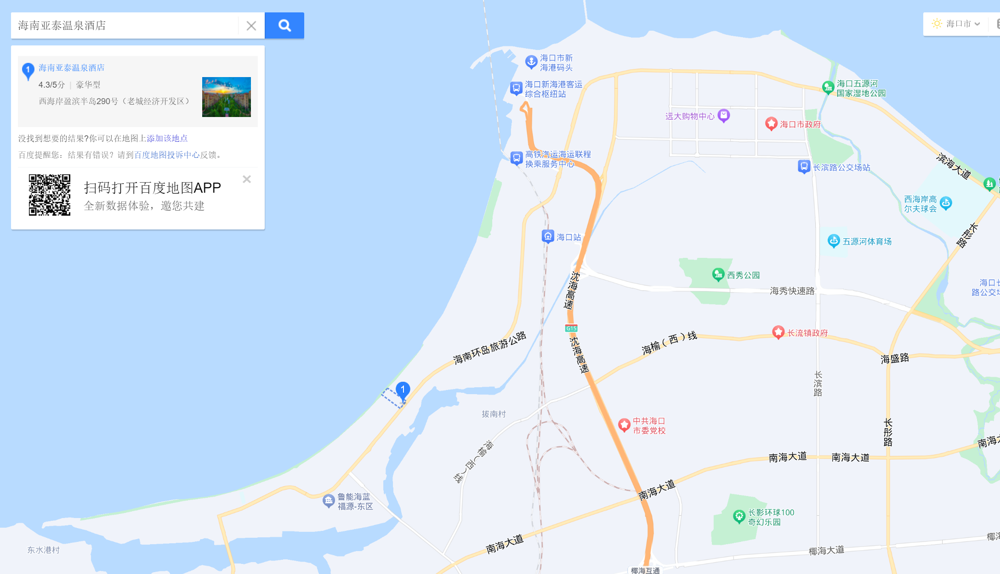 海南亚泰温泉酒店
海口市
1
海南亚泰温泉酒店
4.3/5分 | 豪华型
西海岸盈滨半岛290号（老城经济开发区）
没找到想要的结果?你可以在地图上添加该地点
百度提醒您：结果有错误？请到百度地图投诉中心反馈。
扫码打开百度地图APP
全新数据体验，邀您共建
海口市新
海港码头
海口新海港客运
综合枢纽站
海口五源河
国家湿地公园
远大购物中心
海口市政府
高铁汽运海运联程
换乘服务中心
长滨路公交场站
滨海大道
西海岸高
尔夫球会
长彤路
海口站
五源河体育场
沈海高速
西秀公园
海秀快速路
海口长
路公交场
G15
沈海高速
海南环岛旅游公路
海榆（西）线
长流镇政府
海盛路
长滨路
1
拔南村
中共海口
市委党校
长彤路
海榆（西）线
南海大道
南海大道
南海大
南海大道
鲁能海蓝
福源-东区
长影环球100
奇幻乐园
南海大道
东水港村
椰海大道
椰海
椰海互通